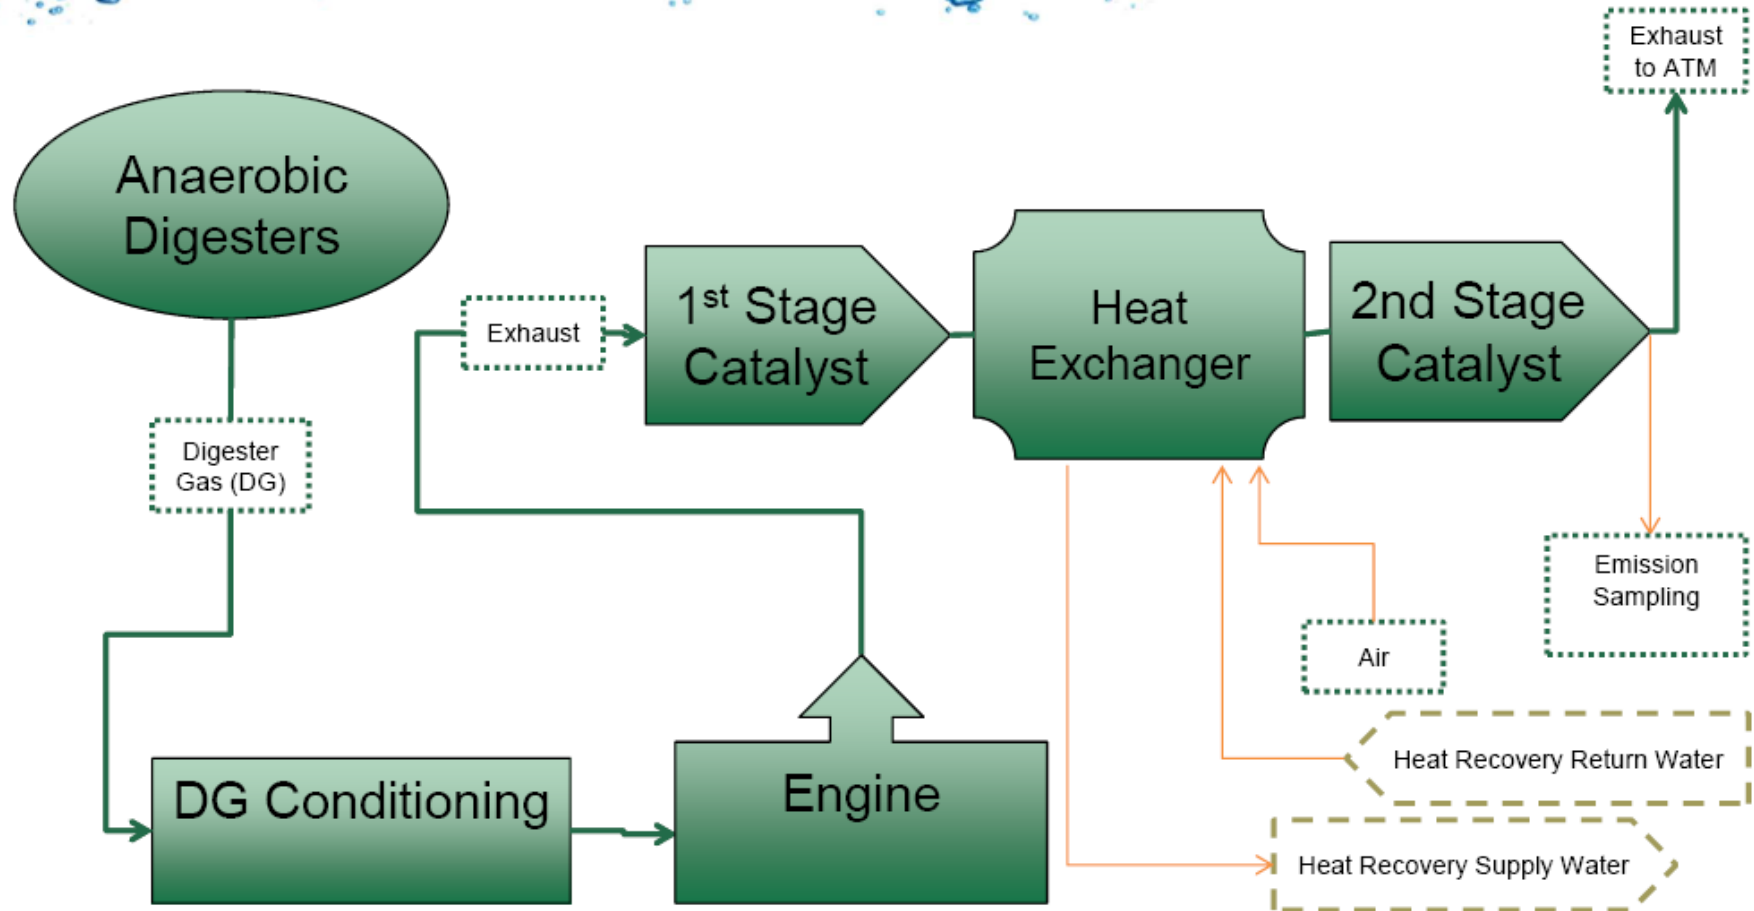 Exhaust
to ATM
Anaerobic
Digesters
1st Stage
Catalyst
Heat
Exchanger
2nd Stage
Catalyst
Exhaust
Digester
Gas (DG)
Emission
Sampling
Air
DG Conditioning
Engine
Heat Recovery Return Water
Heat Recovery Supply Water